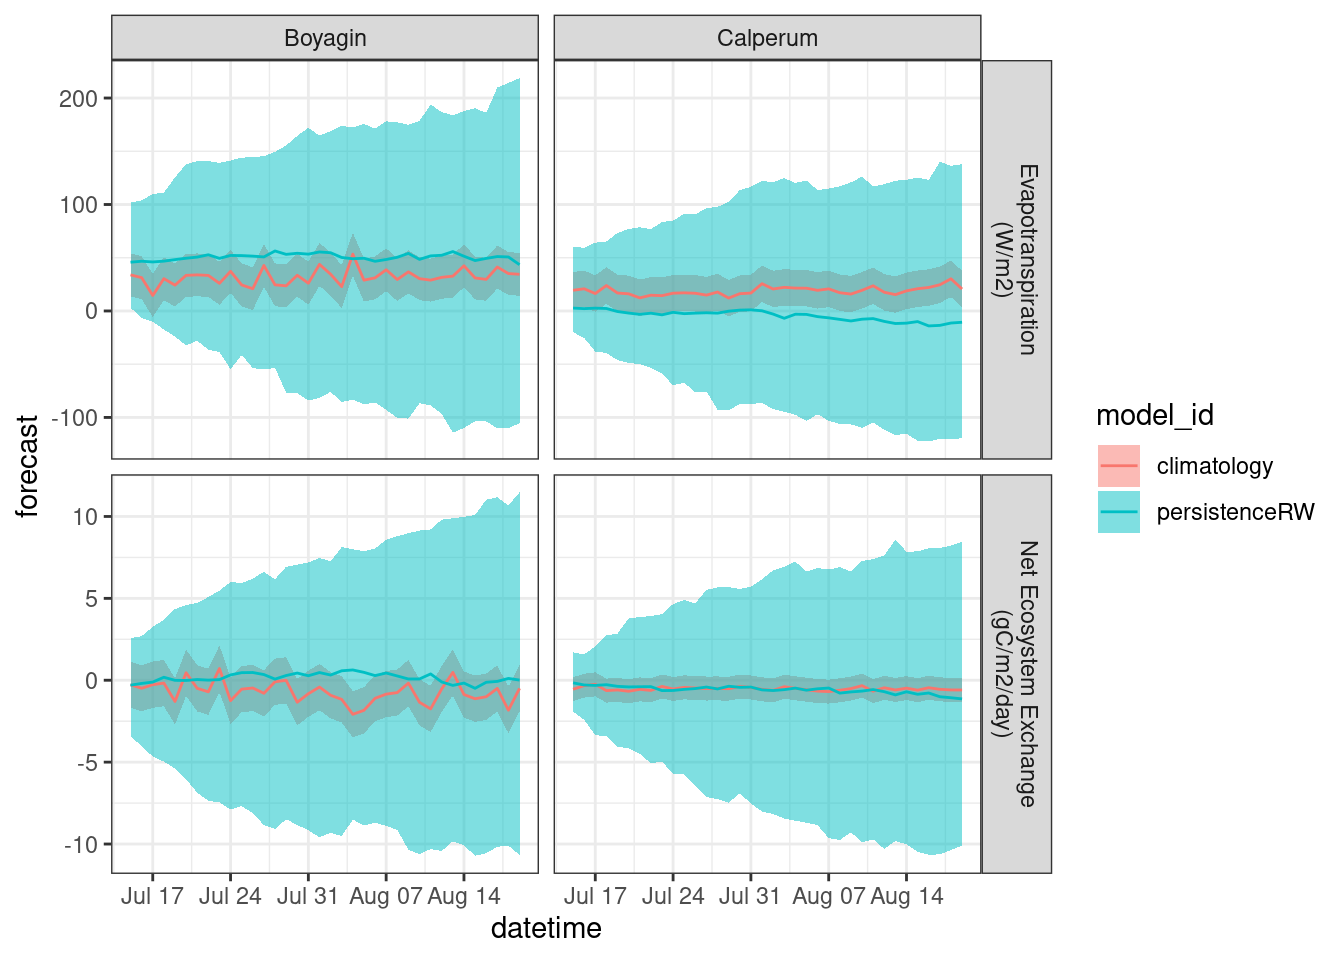 Boyagin
Calperum
200
100
0
-100
Evapotranspiration
(W/m2)
forecast
10
5
0
-5
-10
Net Ecosystem Exchange
(gC/m2/day)
Jul 17
Jul 24
Jul 31
Aug 07
Aug 14
Jul 17
Jul 24
Jul 31
Aug 07
Aug 14
datetime
model_id
climatology
persistenceRW